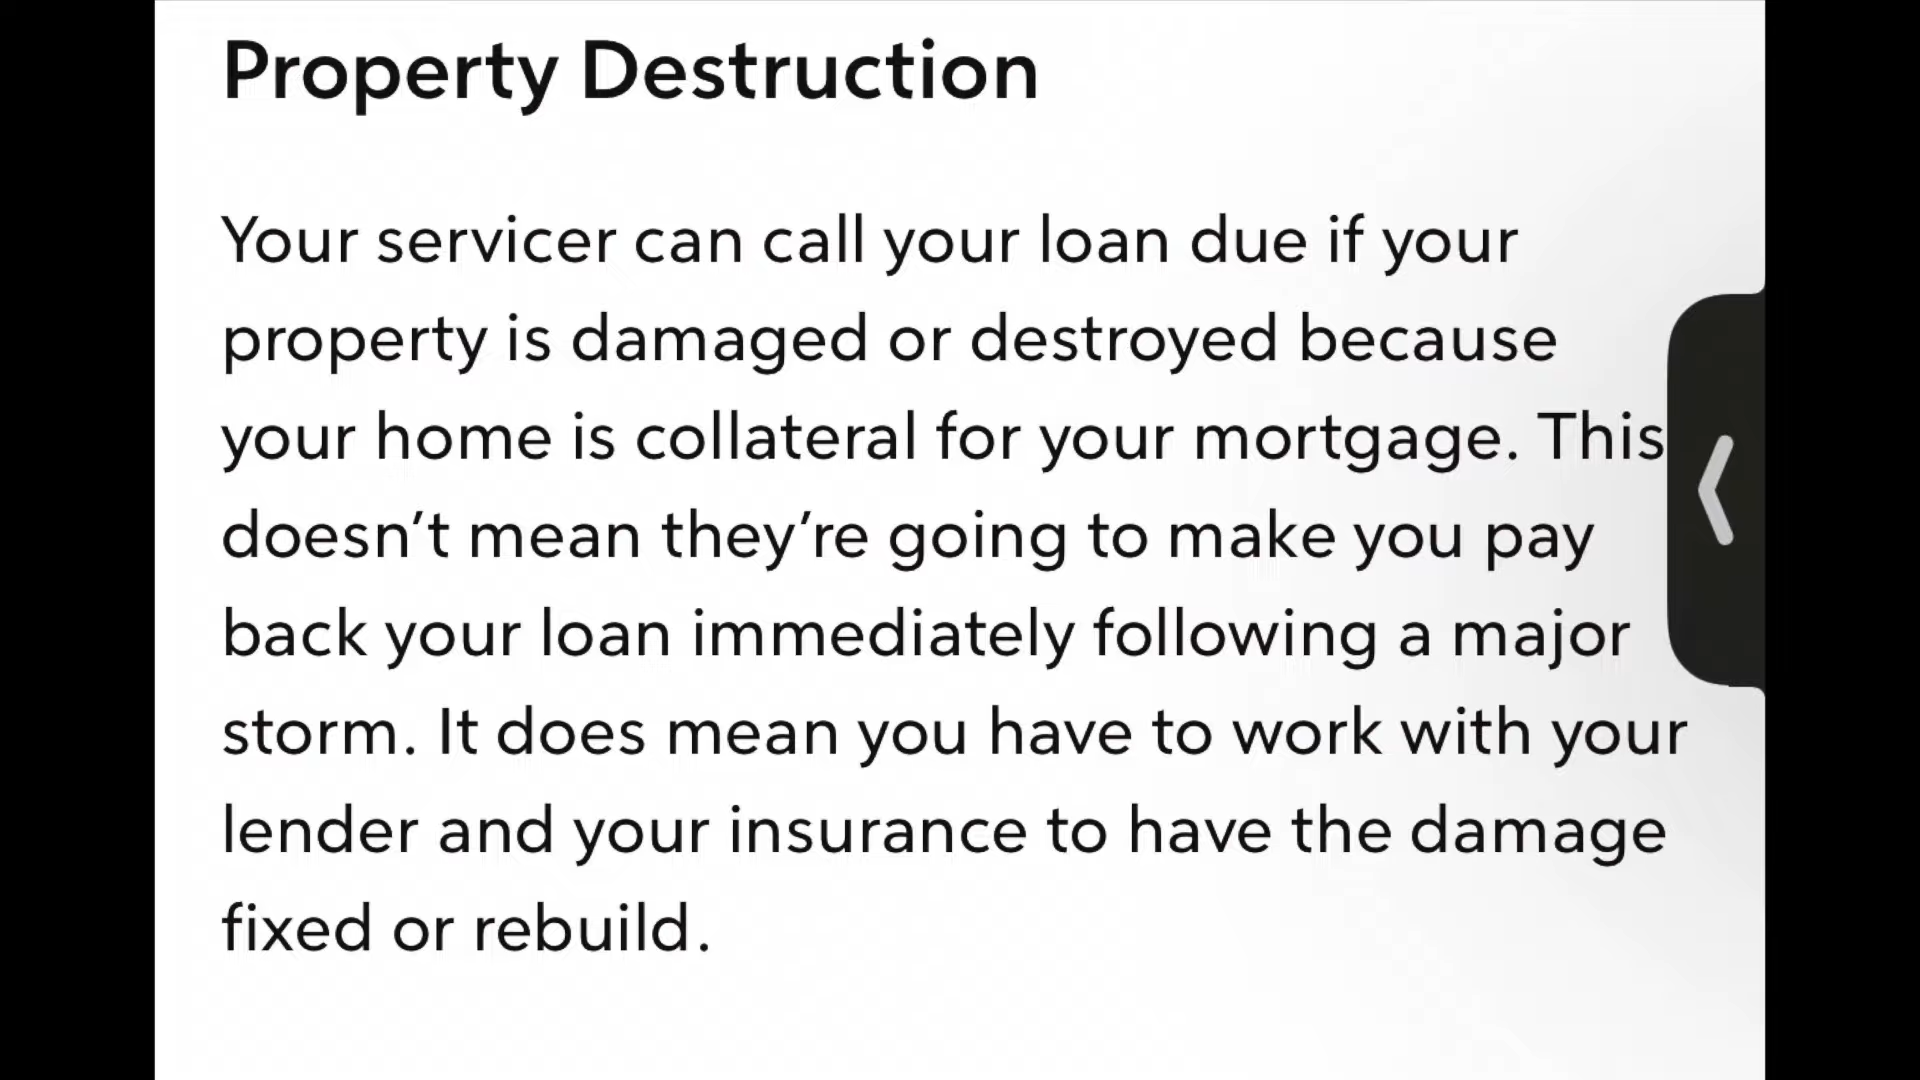 Property Destruction
Your servicer can call your loan due if your
property is damaged or destroyed because
your home is collateral for your mortgage. This
doesn’t mean they’re going to make you pay
back your loan immediately following a major
storm. It does mean you have to work with your
lender and your insurance to have the damage
fixed or rebuild.